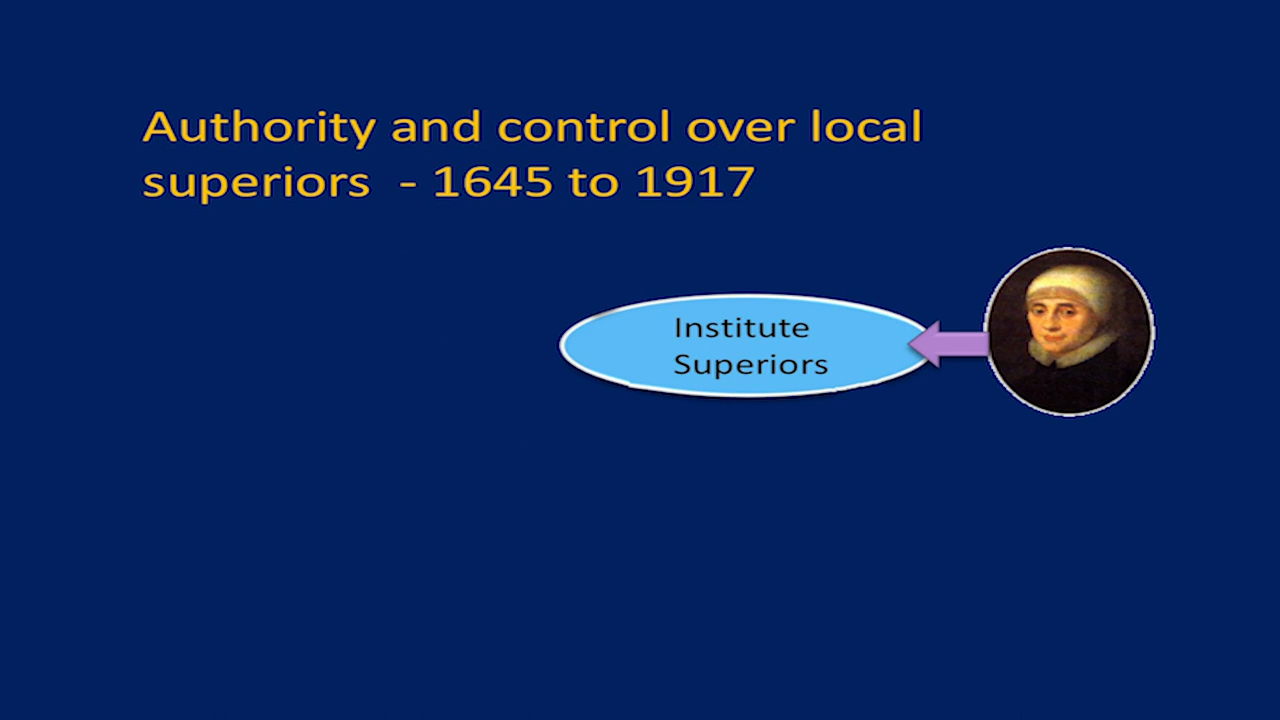 Authority and control over local
superiors - 1645 to 1917
Institute
Superiors